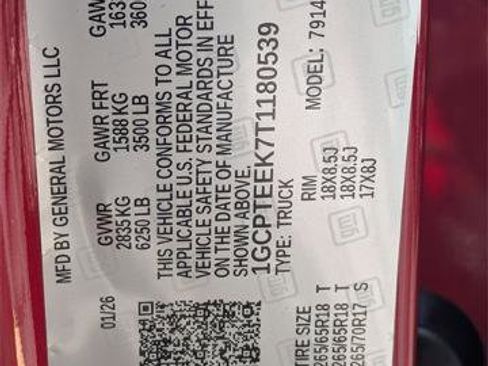 MFD BY GENERAL MOTORS LLC
01/26
GVWR GAWR FRT GAW
2835 KG 1588 KG 163
6250 LB 3500 LB 360
THIS VEHICLE CONFORMS TO ALL
APPLICABLE U.S. FEDERAL MOTOR
VEHICLE SAFETY STANDARDS IN EFF
ON THE DATE OF MANUFACTURE
SHOWN ABOVE.
1GCPTEEK7T1180539
TYPE: TRUCK MODEL: 7914
TIRE SIZE RIM
265/65R18 T 18X8.5J
265/65R18 T 18X8.5J
265/70R17 S 17X8J
gm